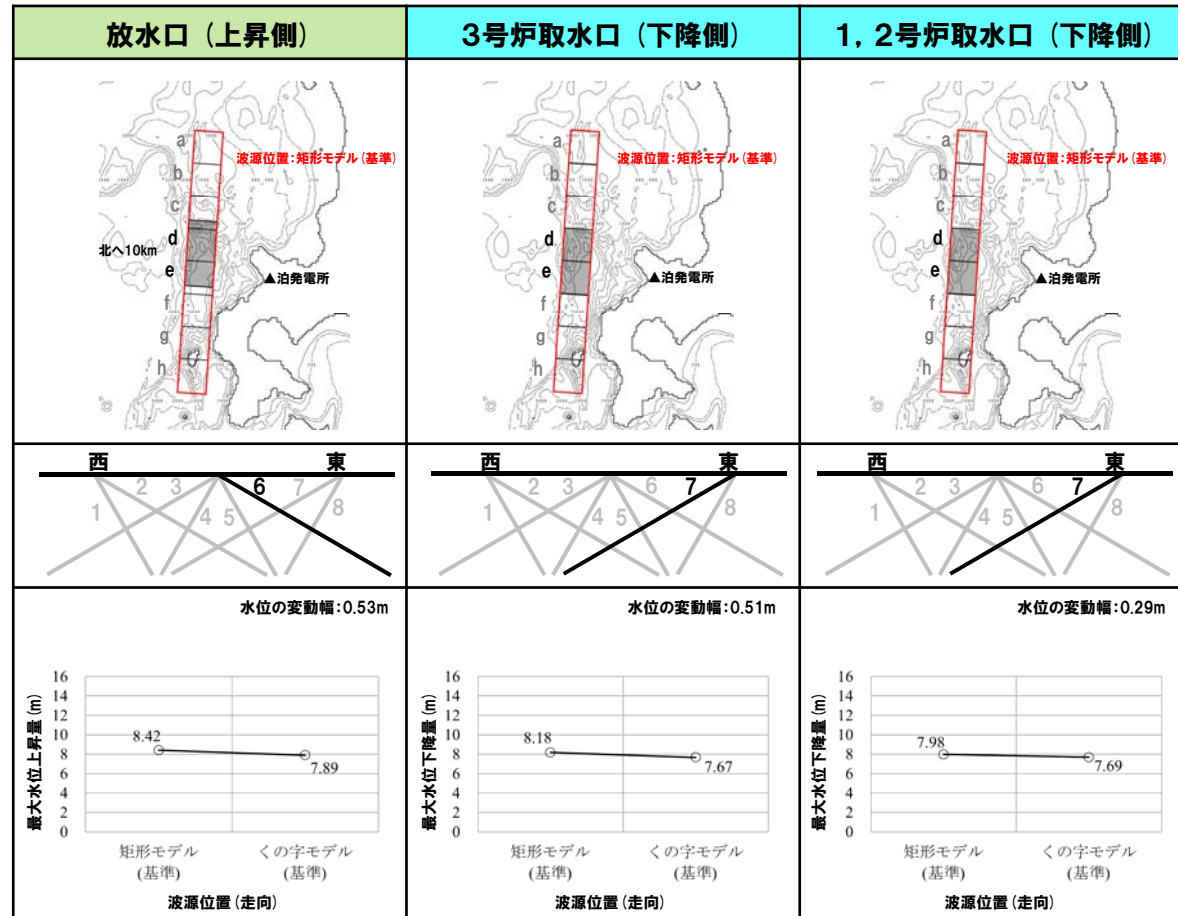 放水口（上昇側）
3号炉取水口（下降側）
1，2号炉取水口（下降側）
a
波源位置：矩形モデル（基準）
b
c
d
北へ10km
e
▲泊発電所
f
g
h
a
波源位置：矩形モデル（基準）
b
c
d
e
▲泊発電所
f
g
h
a
波源位置：矩形モデル（基準）
b
c
d
e
▲泊発電所
f
g
h
西 東
1 2 3 4 5 6 7 8
西 東
1 2 3 4 5 6 7 8
西 東
1 2 3 4 5 6 7 8
水位の変動幅：0.53m
最大水位上昇量（m）
16
14
12
10
8
6
4
2
0
8.42
7.89
矩形モデル くの字モデル
（基準） （基準）
波源位置（走向）
水位の変動幅：0.51m
最大水位下降量（m）
16
14
12
10
8
6
4
2
0
8.18
7.67
矩形モデル くの字モデル
（基準） （基準）
波源位置（走向）
水位の変動幅：0.29m
最大水位下降量（m）
16
14
12
10
8
6
4
2
0
7.98
7.69
矩形モデル くの字モデル
（基準） （基準）
波源位置（走向）